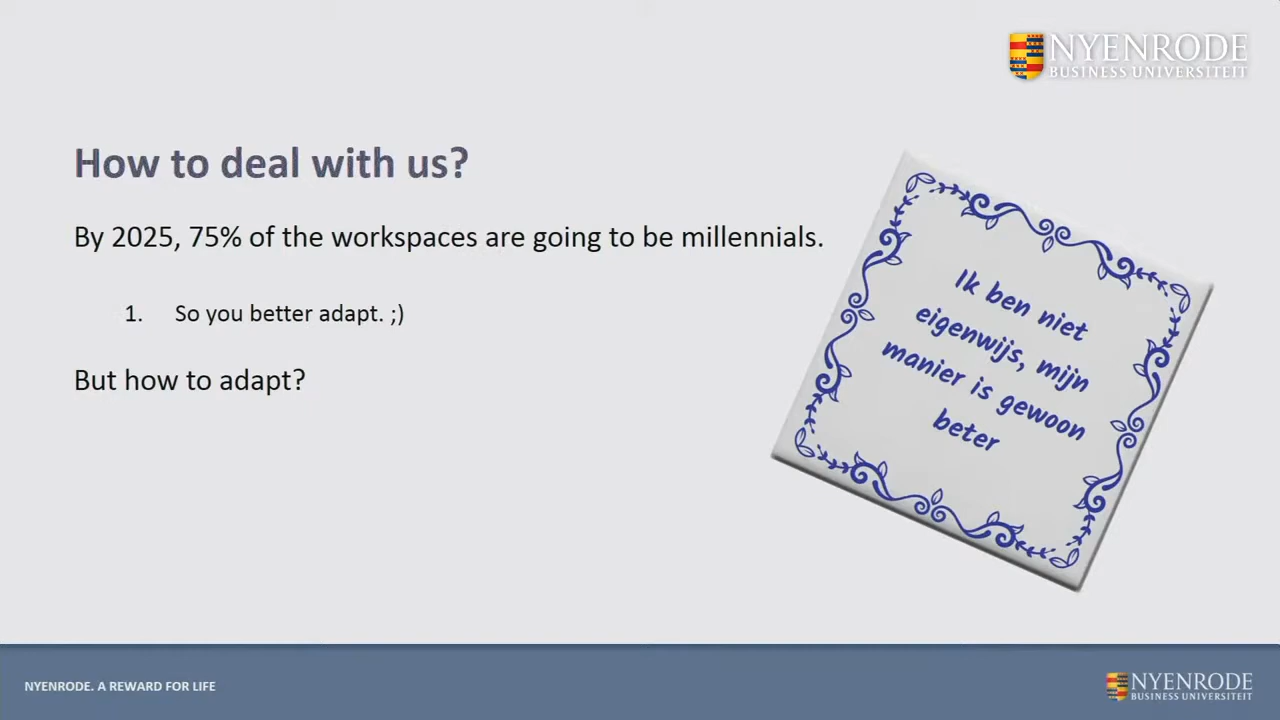 NYENRODE
BUSINESS UNIVERSITEIT
How to deal with us?
By 2025, 75% of the workspaces are going to be millennials.
1. So you better adapt. ;)
But how to adapt?
Ik ben niet
eigenwijs, mijn
manier is gewoon
beter
NYENRODE. A REWARD FOR LIFE
NYENRODE
BUSINESS UNIVERSITEIT